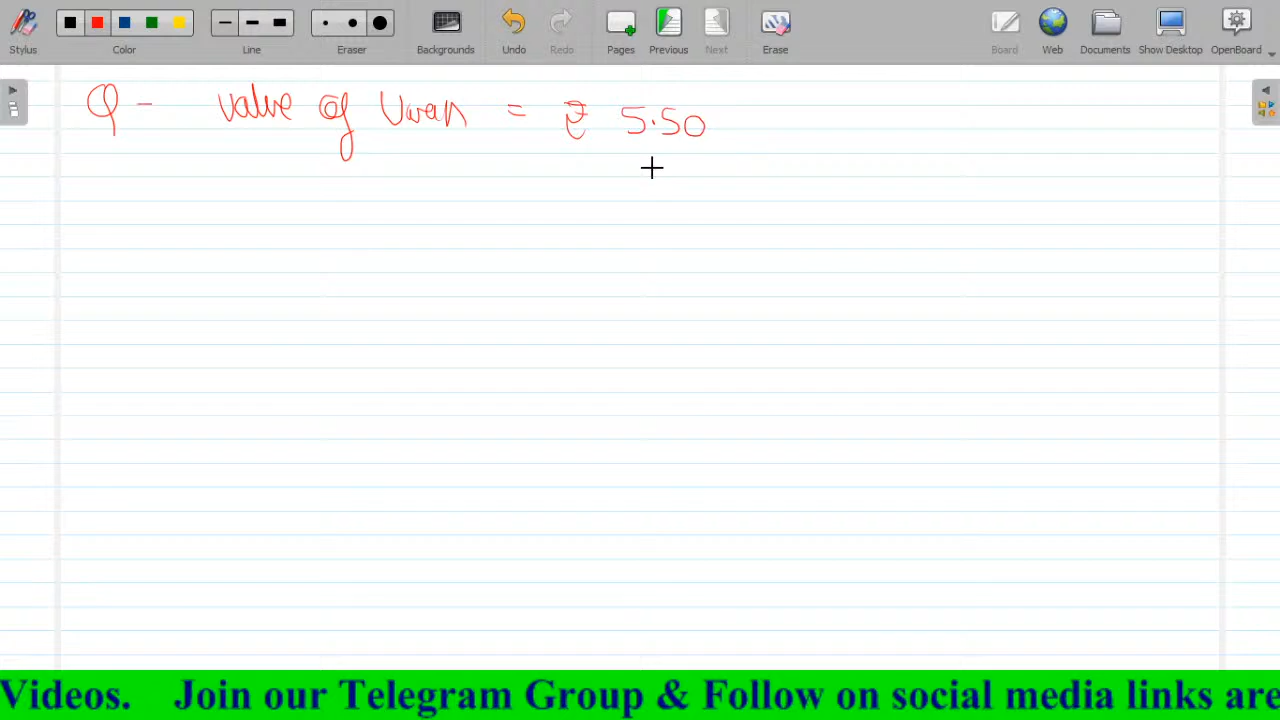 Stylus
Color
Line
Eraser
Backgrounds
Undo
Redo
Pages
Previous
Next
Erase
Board
Web
Documents
Show Desktop
OpenBoard
Q - value of = ₹ 5.50
Videos. Join our Telegram Group & Follow on social media links are